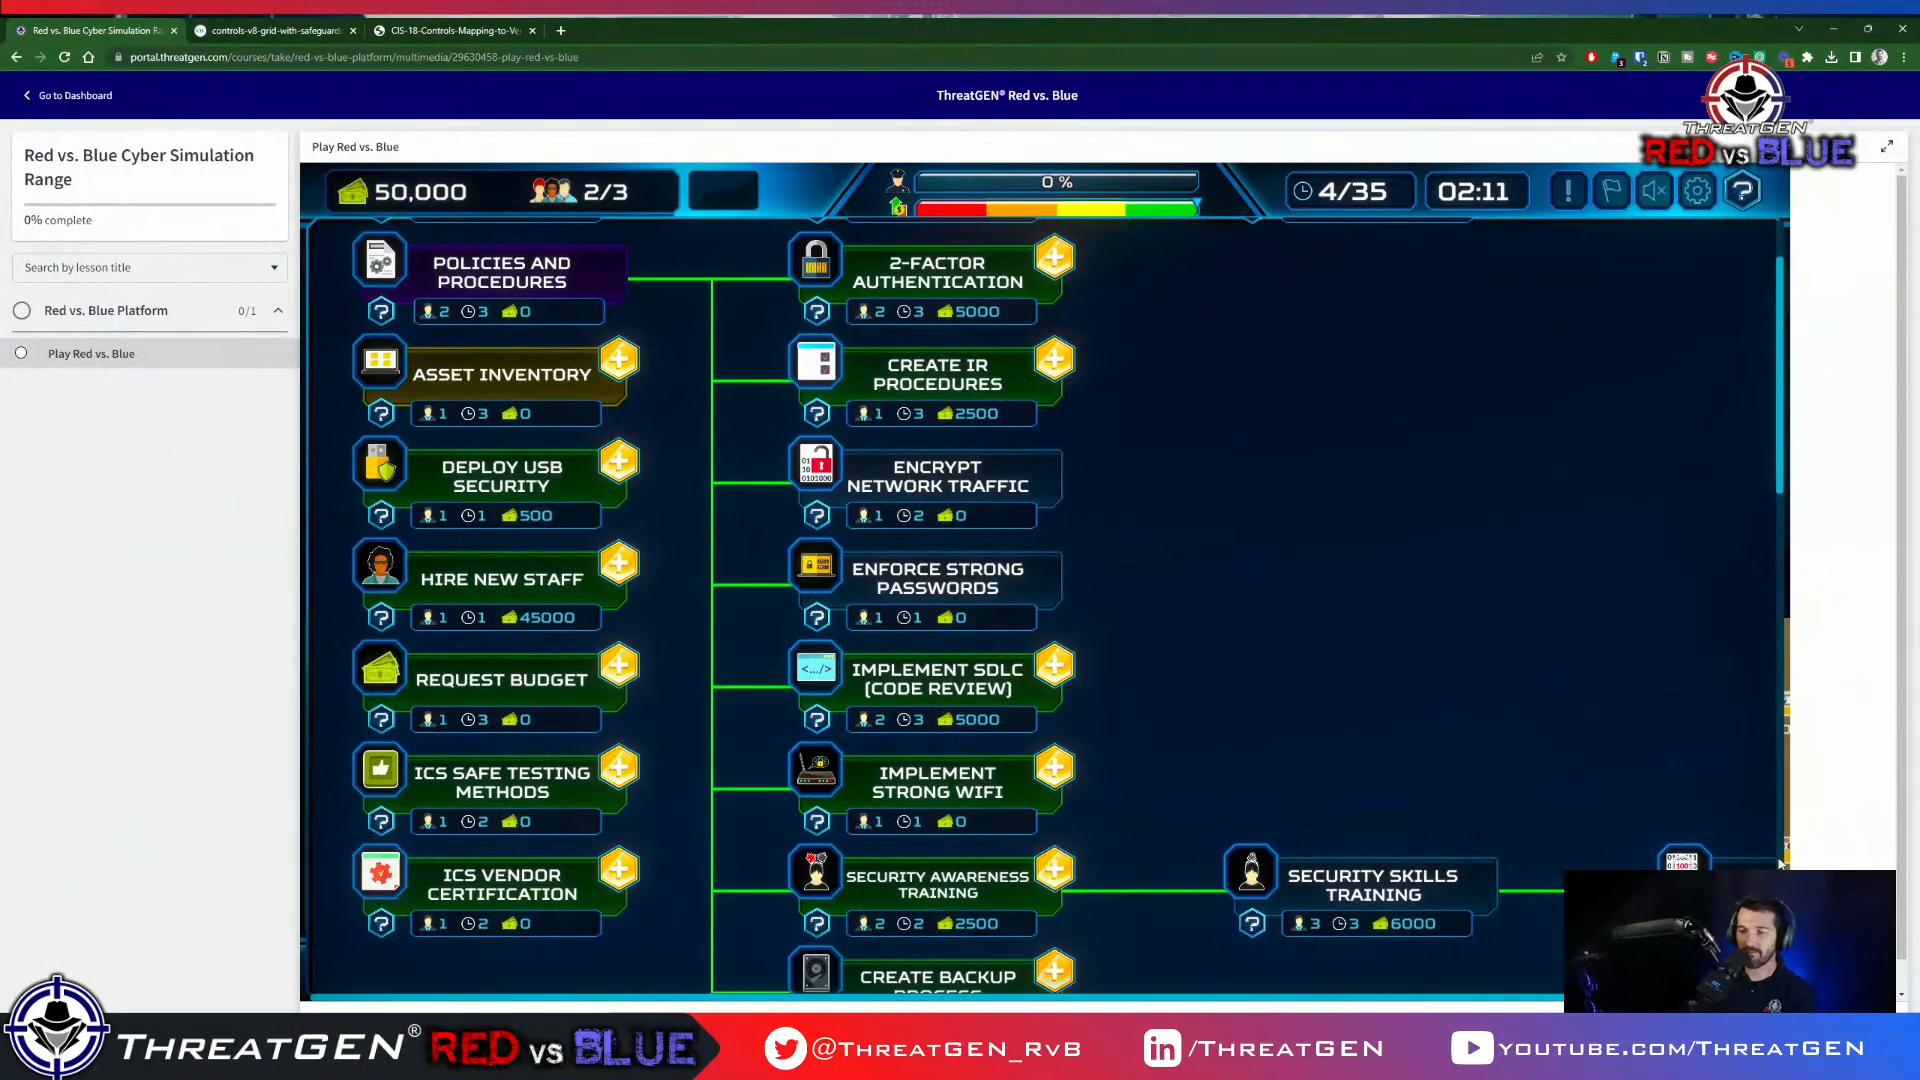 Red vs. Blue Cyber Simulation Ra
controls-v8-grid-with-safeguards
CIS-18-Controls-Mapping-to-Ve
portal.threatgen.com/courses/take/red-vs-blue-platform/multimedia/29630458-play-red-vs-blue
Go to Dashboard
ThreatGEN® Red vs. Blue
THREATGEN
RED vs BLUE
Red vs. Blue Cyber Simulation
Range
0% complete
Search by lesson title
Red vs. Blue Platform 0/1
Play Red vs. Blue
Play Red vs. Blue
50,000 2/3 0 % 4/35 02:11
POLICIES AND
PROCEDURES
2 3 0
ASSET INVENTORY
1 3 0
DEPLOY USB
SECURITY
1 1 500
HIRE NEW STAFF
1 1 45000
REQUEST BUDGET
1 3 0
ICS SAFE TESTING
METHODS
1 2 0
ICS VENDOR
CERTIFICATION
1 2 0
2-FACTOR
AUTHENTICATION
2 3 5000
CREATE IR
PROCEDURES
1 3 2500
ENCRYPT
NETWORK TRAFFIC
1 2 0
ENFORCE STRONG
PASSWORDS
1 1 0
IMPLEMENT SDLC
(CODE REVIEW)
2 3 5000
IMPLEMENT
STRONG WIFI
1 1 0
SECURITY AWARENESS
TRAINING
2 2 2500
CREATE BACKUP
PROCESS
SECURITY SKILLS
TRAINING
3 3 6000
THREATGEN® RED vs BLUE
@THREATGEN_RVB
/THREATGEN
YOUTUBE.COM/THREATGEN